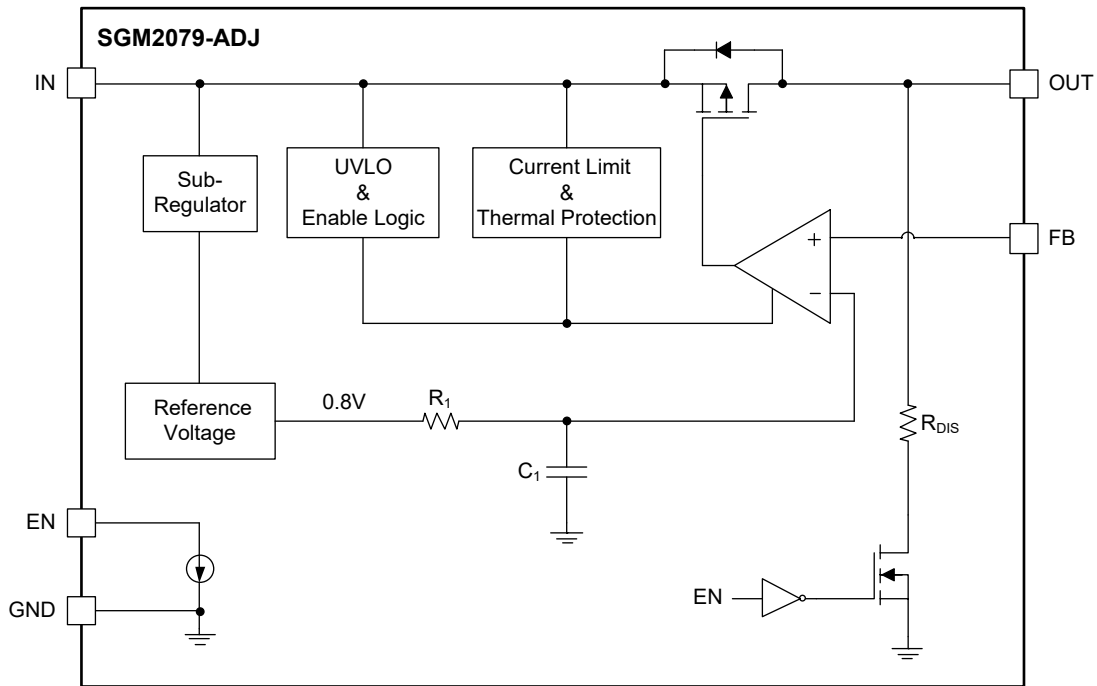 SGM2079-ADJ
IN
OUT
Sub-
Regulator
UVLO
&
Enable Logic
Current Limit
&
Thermal Protection
+
−
FB
Reference
Voltage
0.8V
R₁
C₁
R_DIS
EN
GND
EN